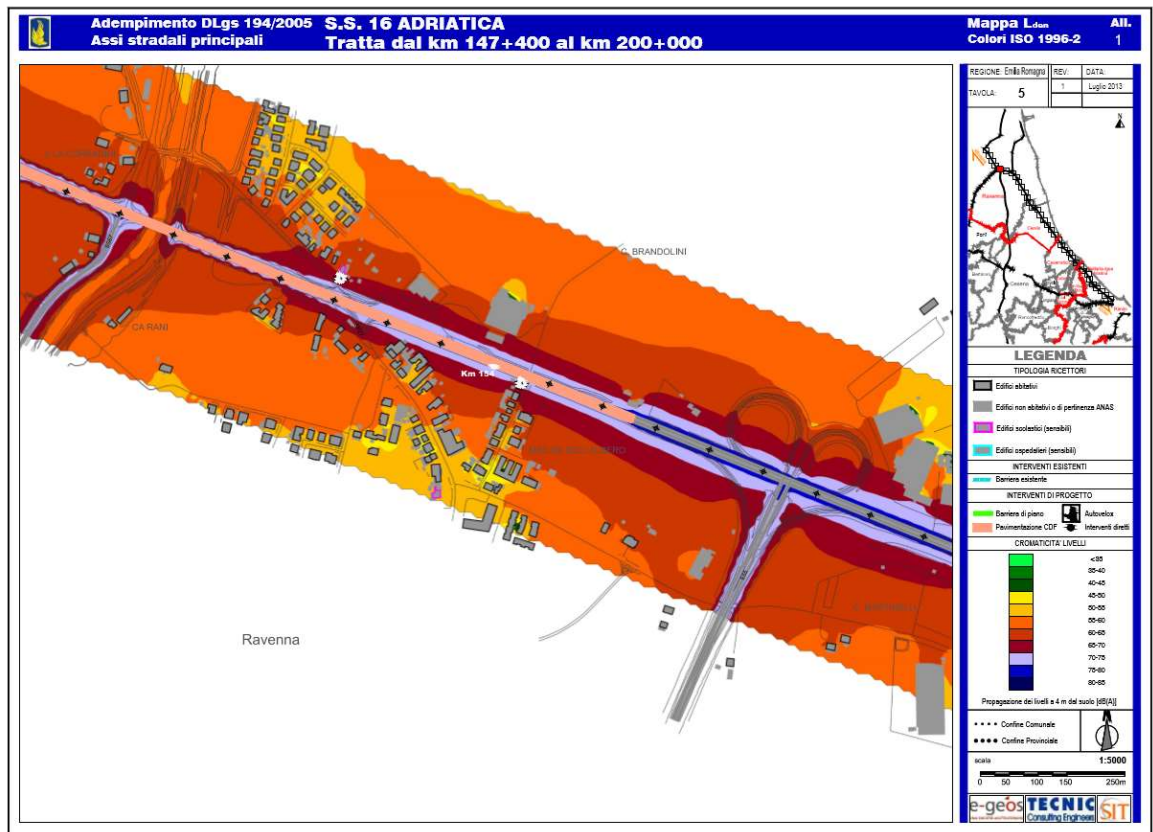 Adempimento DLgs 194/2005
Assi stradali principali
S.S. 16 ADRIATICA
Tratta dal km 147+400 al km 200+000
Mappa Lden
Colori ISO 1996-2
All.
1
REGIONE: Emilia Romagna
REV:
DATA:
TAVOLA: 5
1
Luglio 2013
N
C. BRANDOLINI
CA RANI
Km 154
Ravenna
LEGENDA
TIPOLOGIA RICETTORI
Edifici abitativi
Edifici non abitativi o di pertinenza ANAS
Edifici scolastici (sensibili)
Edifici ospedalieri (sensibili)
INTERVENTI ESISTENTI
Barriera esistente
INTERVENTI DI PROGETTO
Barriera di piano
Autovelox
Pavimentazione CDF
Interventi diretti
CROMATICITA' LIVELLI
<35
35-40
40-45
45-50
50-55
55-60
60-65
65-70
70-75
75-80
80-85
Propagazione dei livelli a 4 m dal suolo [dB(A)]
Confine Comunale
Confine Provinciale
scala
1:5000
0 50 100 150 250m
e-geos
TECNIC
Consulting Engineers
SIT